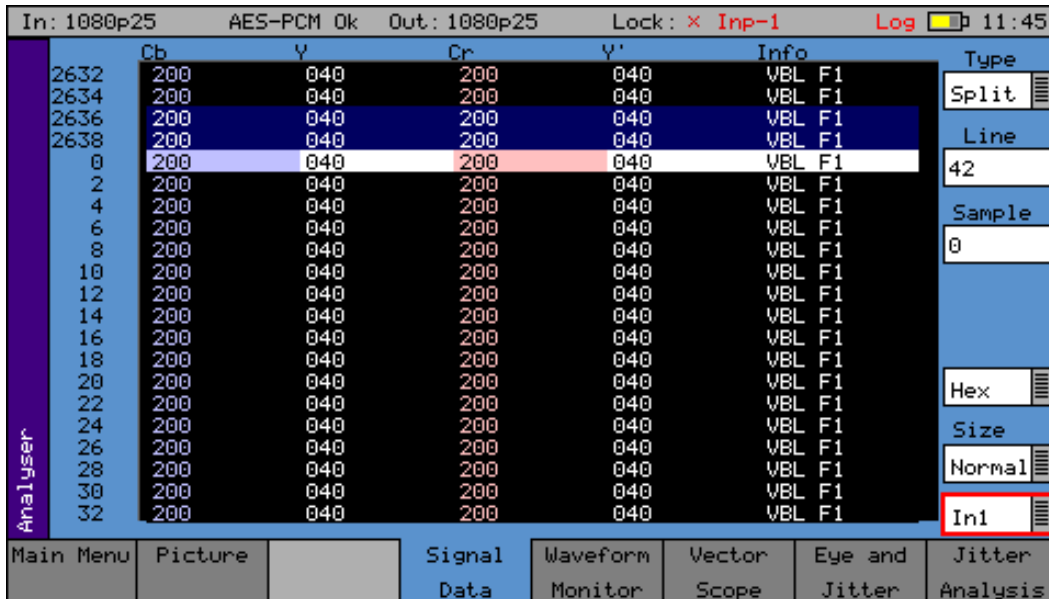 In: 1080p25 AES-PCM Ok Out: 1080p25 Lock: × Inp-1 Log 11:45
Cb Y Cr Y' Info
2632 200 040 200 040 VBL F1
2634 200 040 200 040 VBL F1
2636 200 040 200 040 VBL F1
2638 200 040 200 040 VBL F1
0 200 040 200 040 VBL F1
2 200 040 200 040 VBL F1
4 200 040 200 040 VBL F1
6 200 040 200 040 VBL F1
8 200 040 200 040 VBL F1
10 200 040 200 040 VBL F1
12 200 040 200 040 VBL F1
14 200 040 200 040 VBL F1
16 200 040 200 040 VBL F1
18 200 040 200 040 VBL F1
20 200 040 200 040 VBL F1
22 200 040 200 040 VBL F1
24 200 040 200 040 VBL F1
26 200 040 200 040 VBL F1
28 200 040 200 040 VBL F1
30 200 040 200 040 VBL F1
32 200 040 200 040 VBL F1
Analyser
Type
Split
Line
42
Sample
0
Hex
Size
Normal
In1
Main Menu
Picture
Signal
Data
Waveform
Monitor
Vector
Scope
Eye and
Jitter
Jitter
Analysis